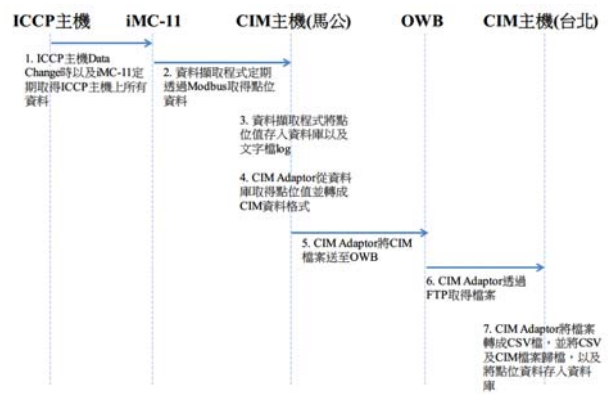 ICCP主機
iMC-11
CIM主機(馬公)
OWB
CIM主機(台北)
1. ICCP主機Data
Change時以及iMC-11定
期取得ICCP主機上所有
資料
2. 資料擷取程式定期
透過Modbus取得點位
資料
3. 資料擷取程式將點
位值存入資料庫以及
文字檔log
4. CIM Adaptor從資料
庫取得點位值並轉成
CIM資料格式
5. CIM Adaptor將CIM
檔案送至OWB
6. CIM Adaptor透過
FTP取得檔案
7. CIM Adaptor將檔案
轉成CSV檔，並將CSV
及CIM檔案歸檔，以及
將點位資料存入資料
庫